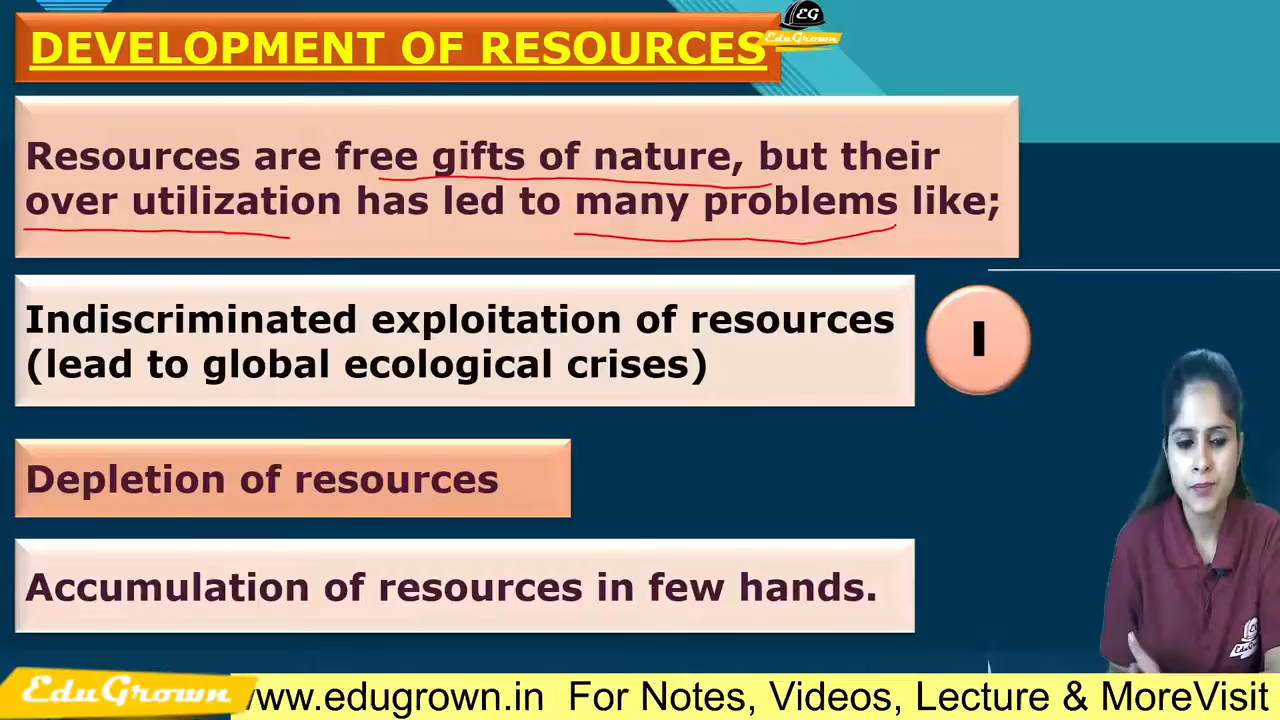 DEVELOPMENT OF RESOURCES
EG
EduGrown
Resources are free gifts of nature, but their
over utilization has led to many problems like;
Indiscriminated exploitation of resources
(lead to global ecological crises)
I
Depletion of resources
Accumulation of resources in few hands.
EG
EduGrown
EduGrown
www.edugrown.in For Notes, Videos, Lecture & MoreVisit